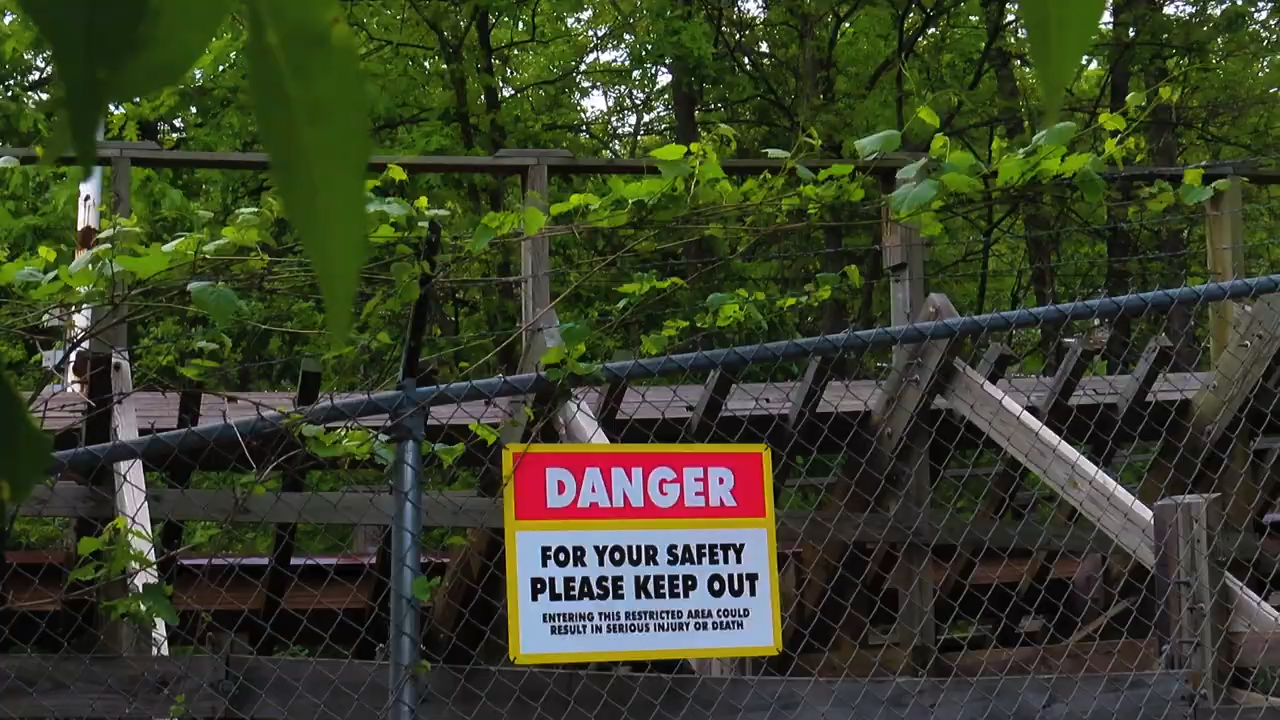 DANGER
FOR YOUR SAFETY
PLEASE KEEP OUT
ENTERING THIS RESTRICTED AREA COULD
RESULT IN SERIOUS INJURY OR DEATH